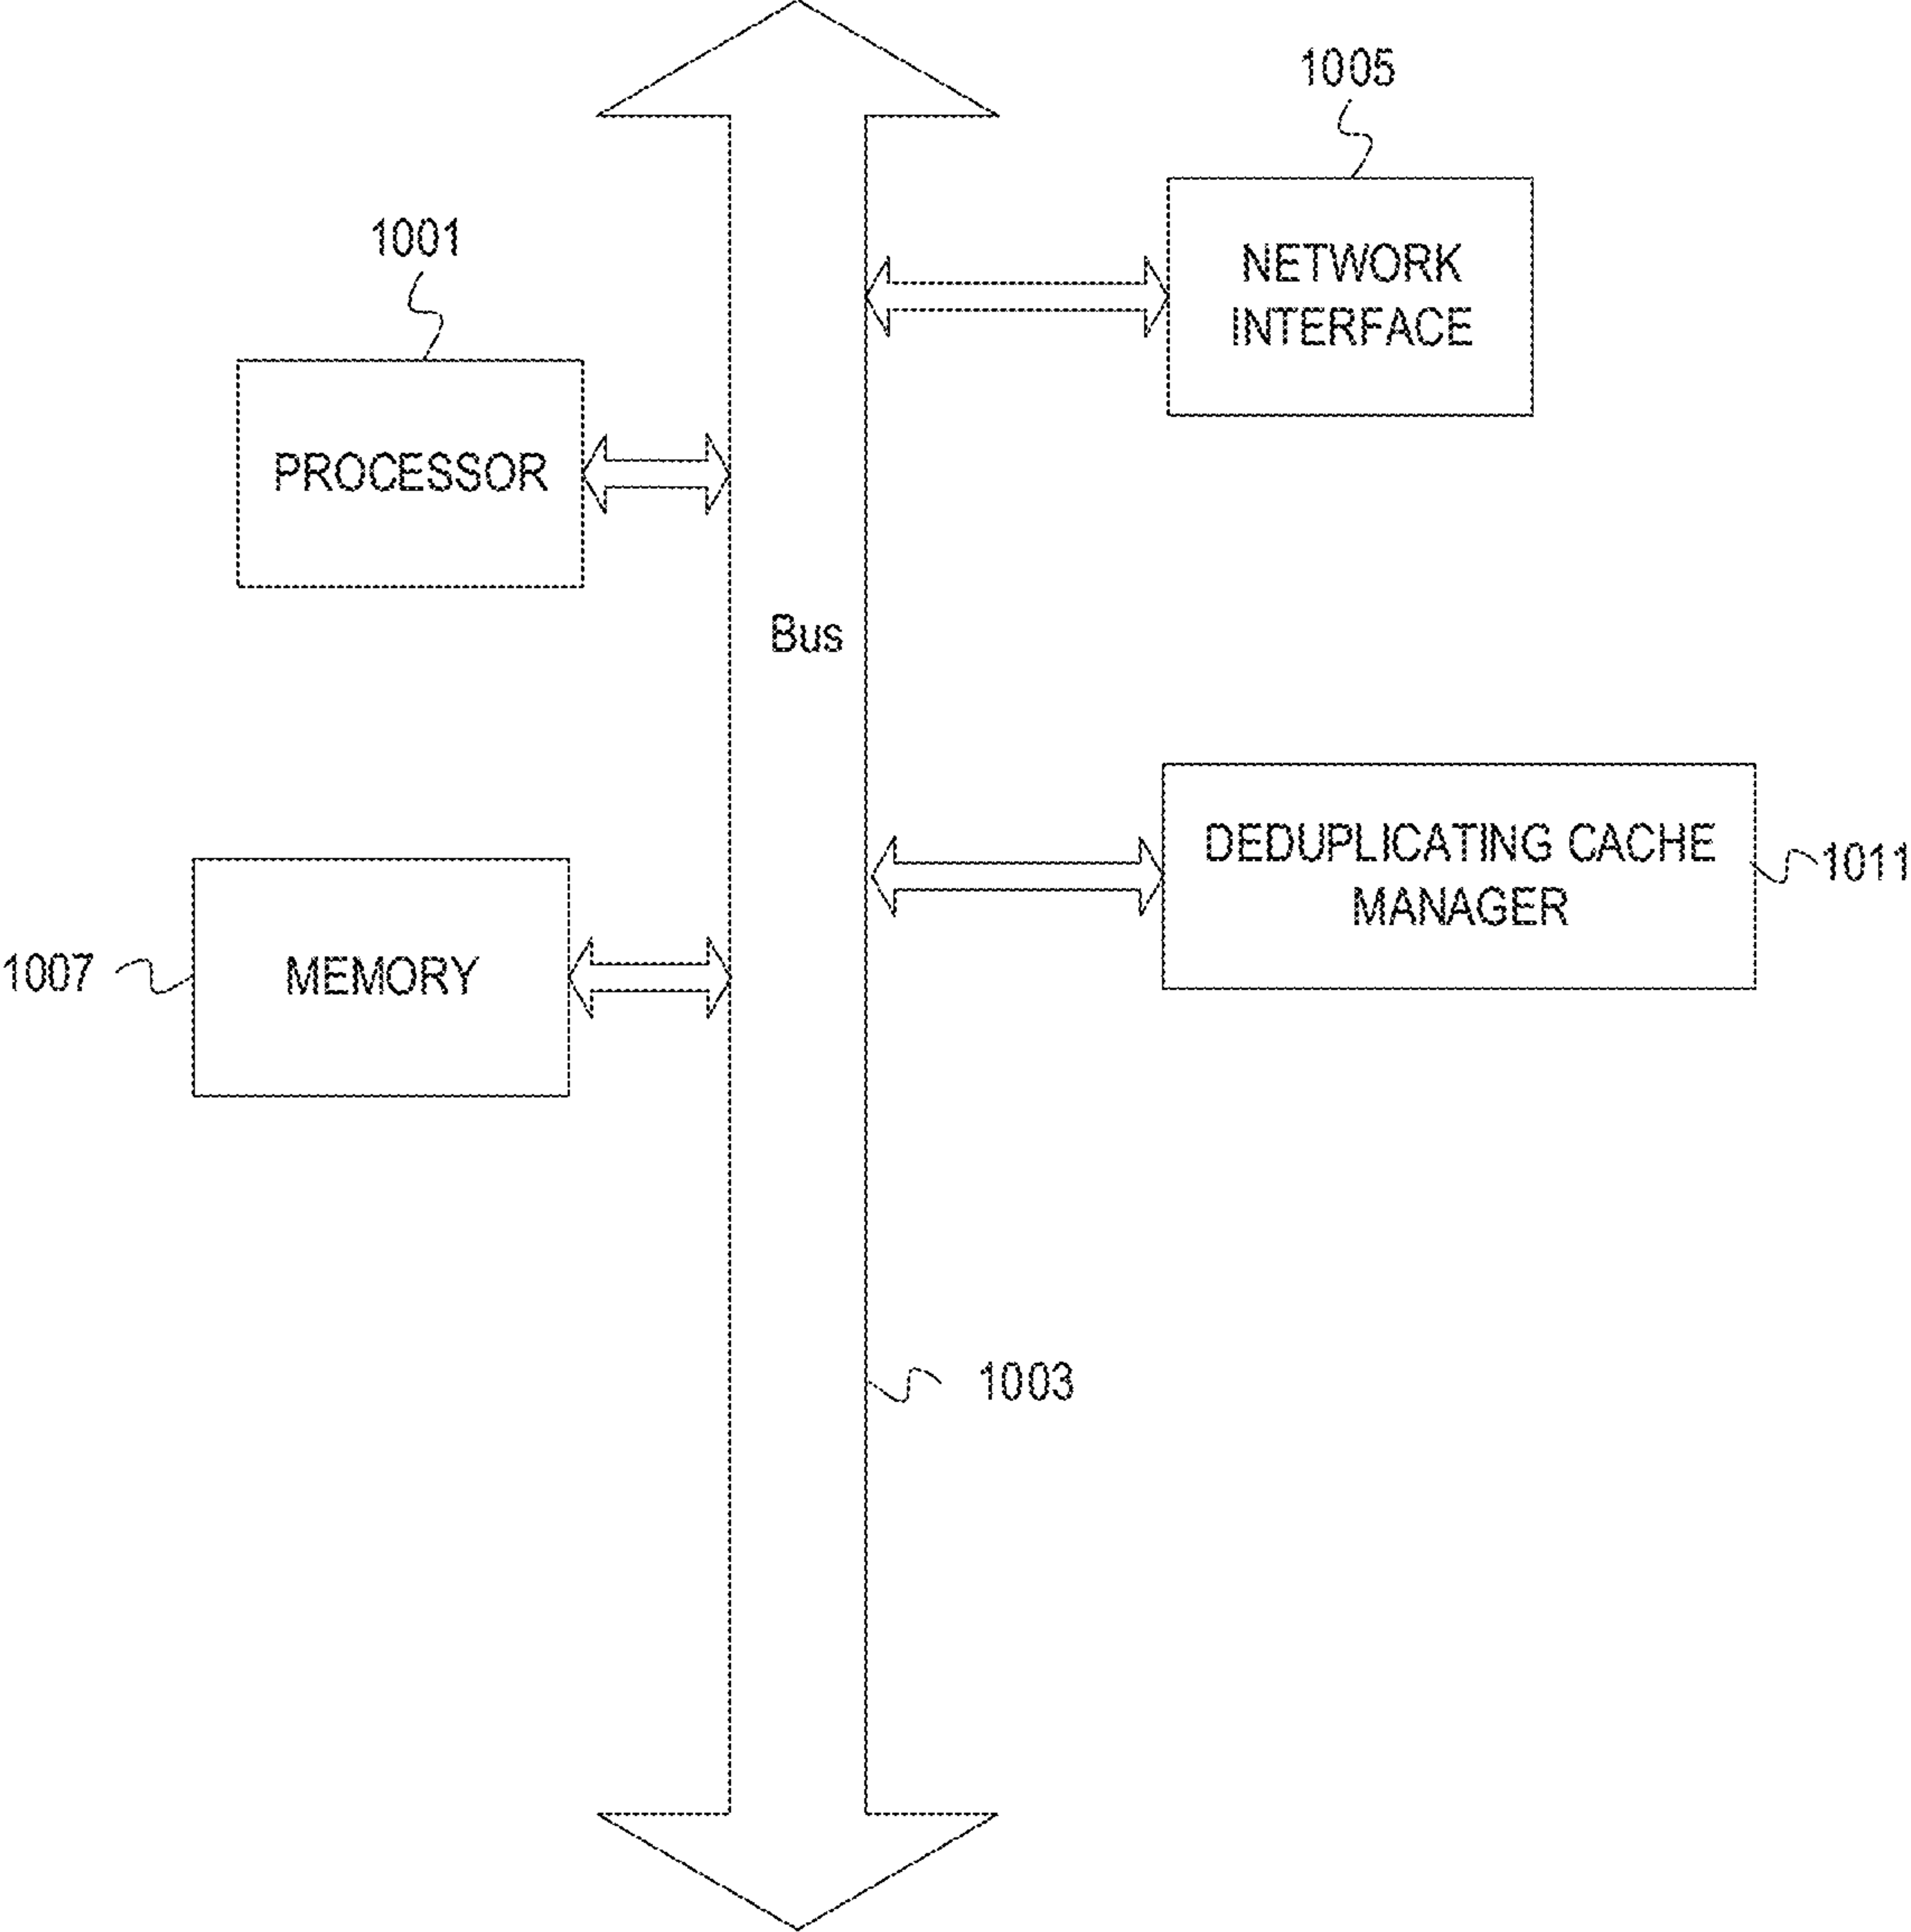 1005
NETWORK
INTERFACE
1001
PROCESSOR
Bus
DEDUPLICATING CACHE
MANAGER
1011
1007
MEMORY
1003